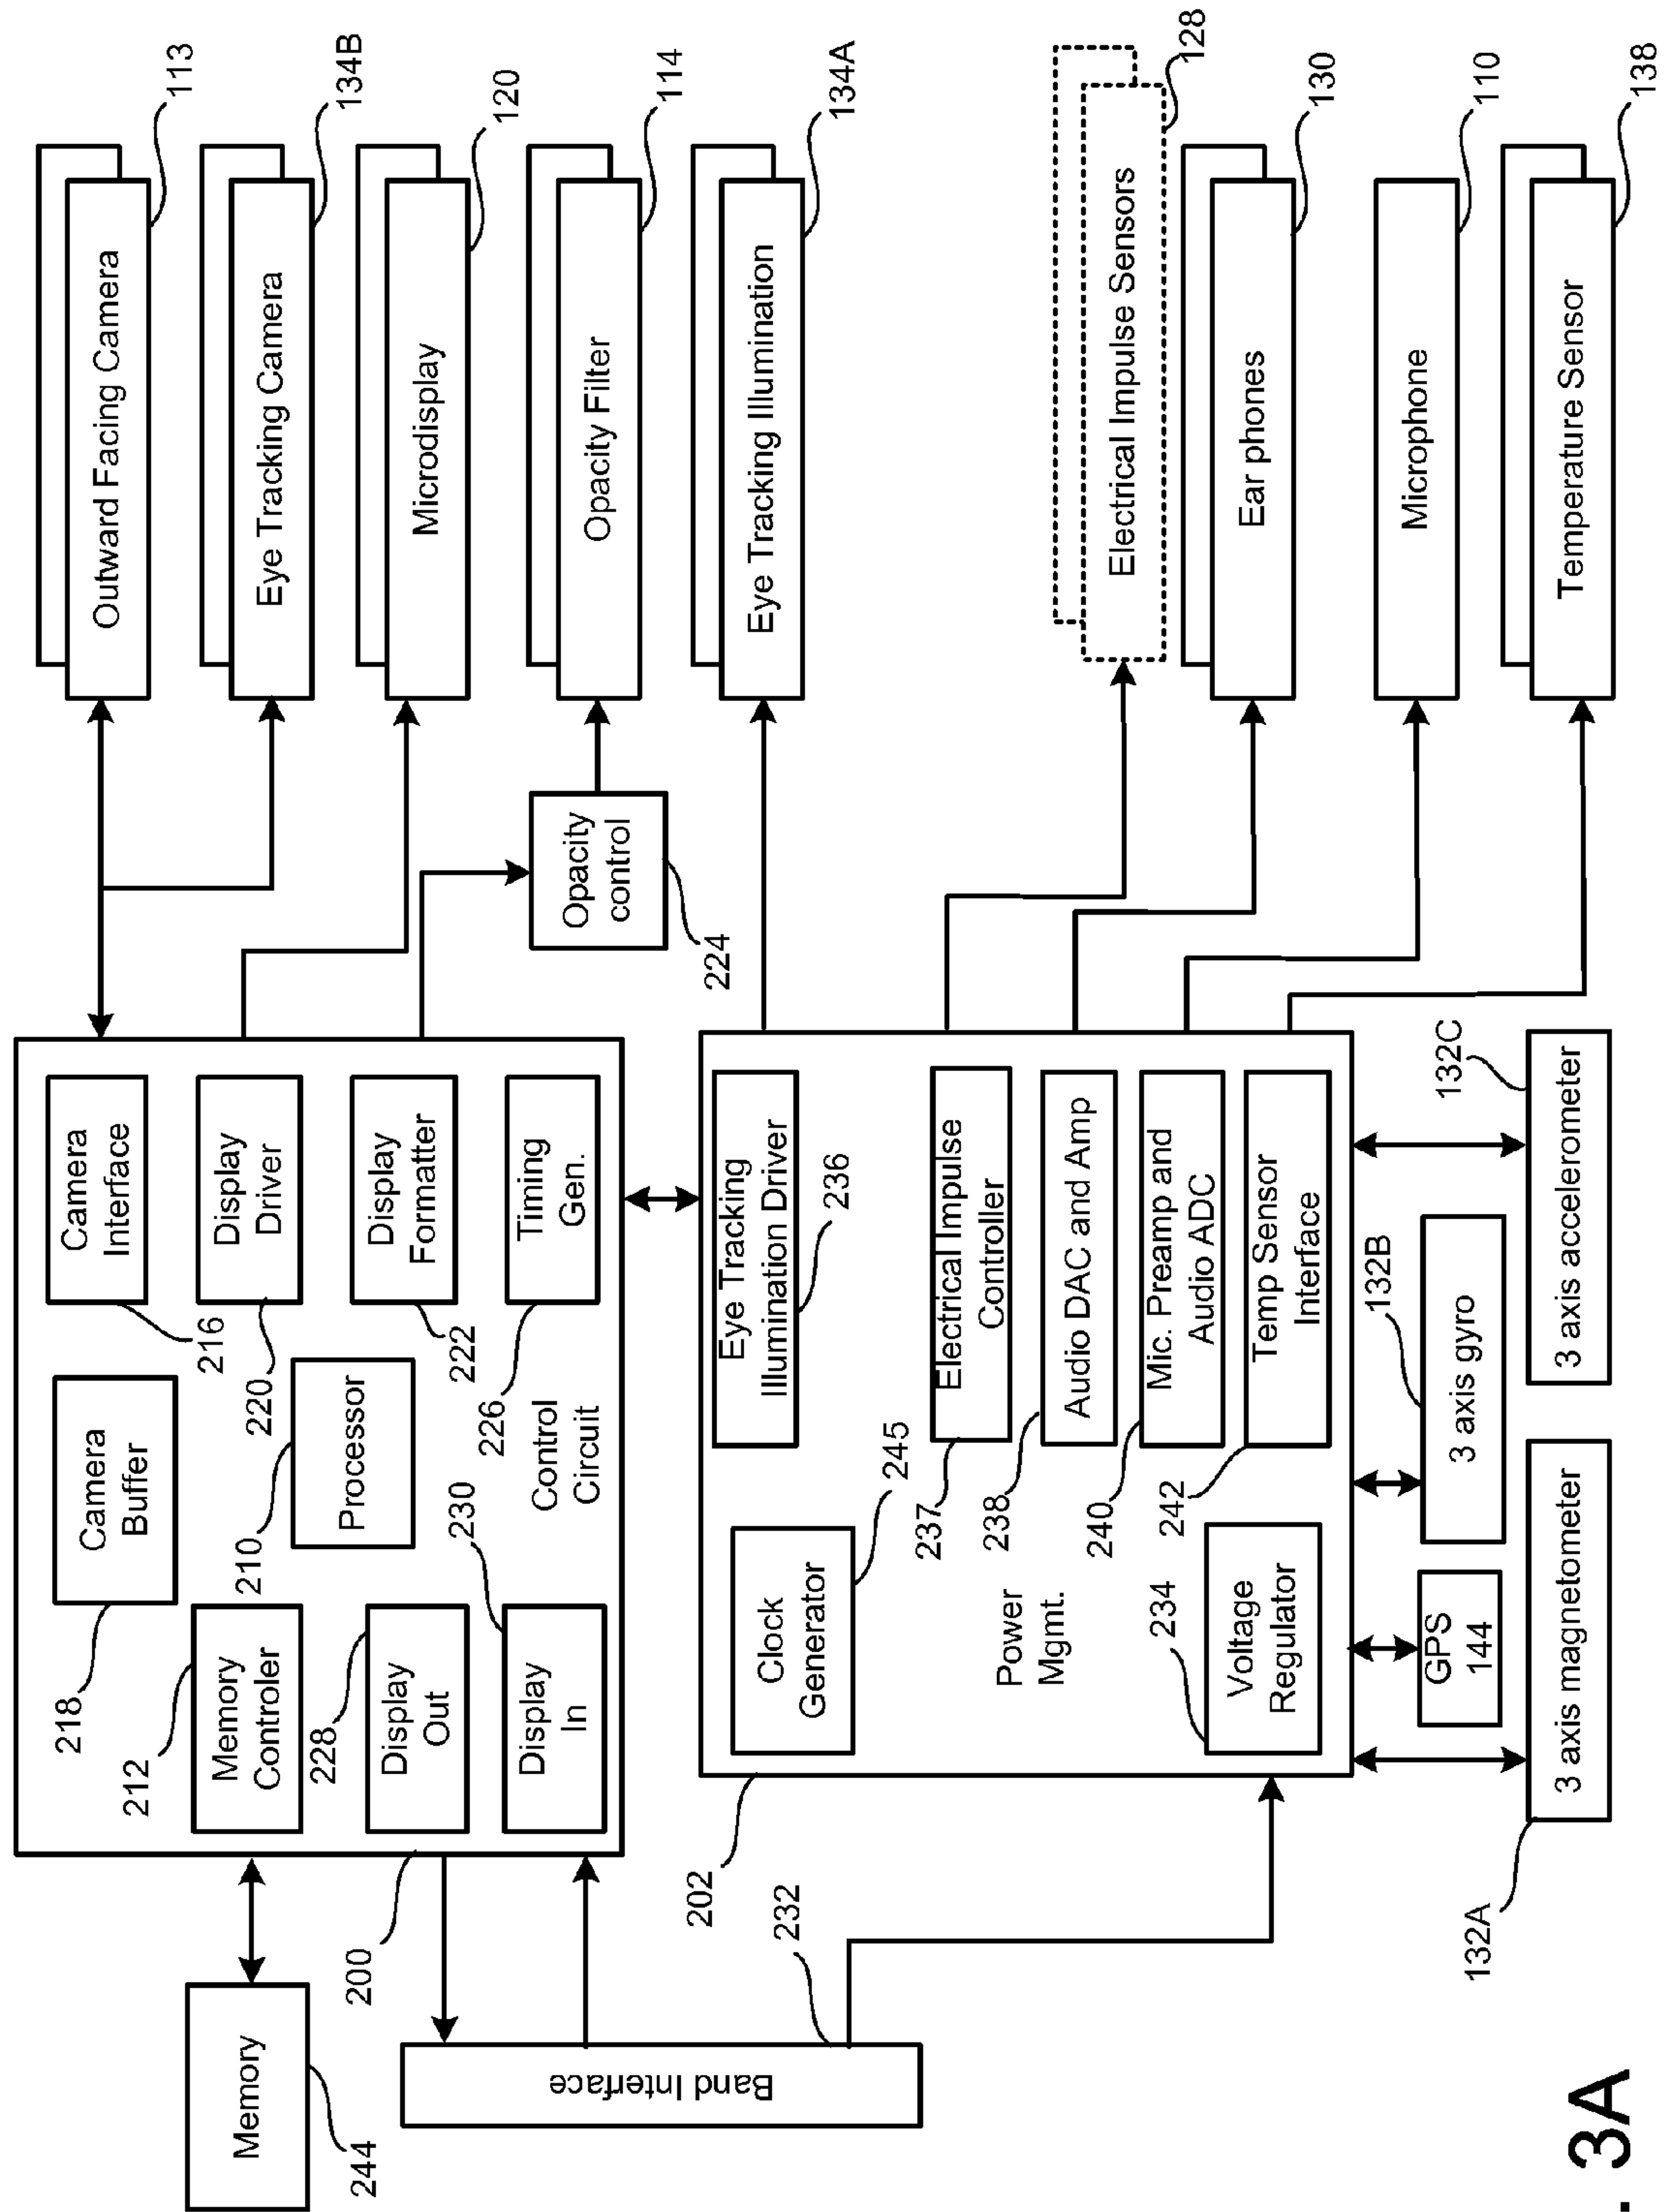 Memory
244
Band Interface
232
200
202
212
Memory
Controler
218
Camera
Buffer
228
Display
Out
230
Display
In
210
Processor
Control
Circuit
Camera
Interface
216
Display
Driver
220
Display
Formatter
222
Timing
Gen.
226
Opacity
control
224
Outward Facing Camera
113
Eye Tracking Camera
134B
Microdisplay
120
Opacity Filter
114
Eye Tracking Illumination
134A
Clock
Generator
245
Power
Mgmt.
Voltage
Regulator
234
Eye Tracking
Illumination Driver
236
Electrical Impulse
Controller
237
Audio DAC and Amp
238
Mic. Preamp and
Audio ADC
240
Temp Sensor
Interface
242
Electrical Impulse Sensors
128
Ear phones
130
Microphone
110
Temperature Sensor
138
132A
3 axis magnetometer
GPS
144
132B
3 axis gyro
132C
3 axis accelerometer
. 3A